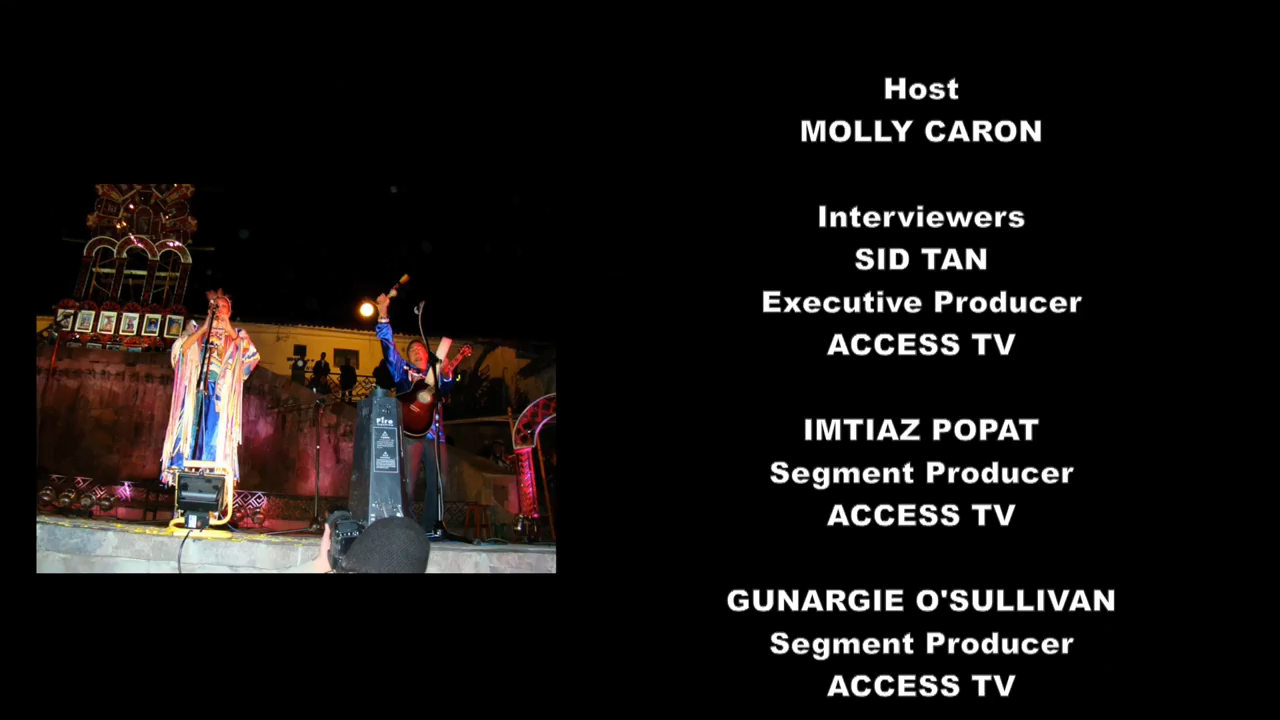 Host
MOLLY CARON
Interviewers
SID TAN
Executive Producer
ACCESS TV
IMTIAZ POPAT
Segment Producer
ACCESS TV
GUNARGIE O'SULLIVAN
Segment Producer
ACCESS TV
Fire